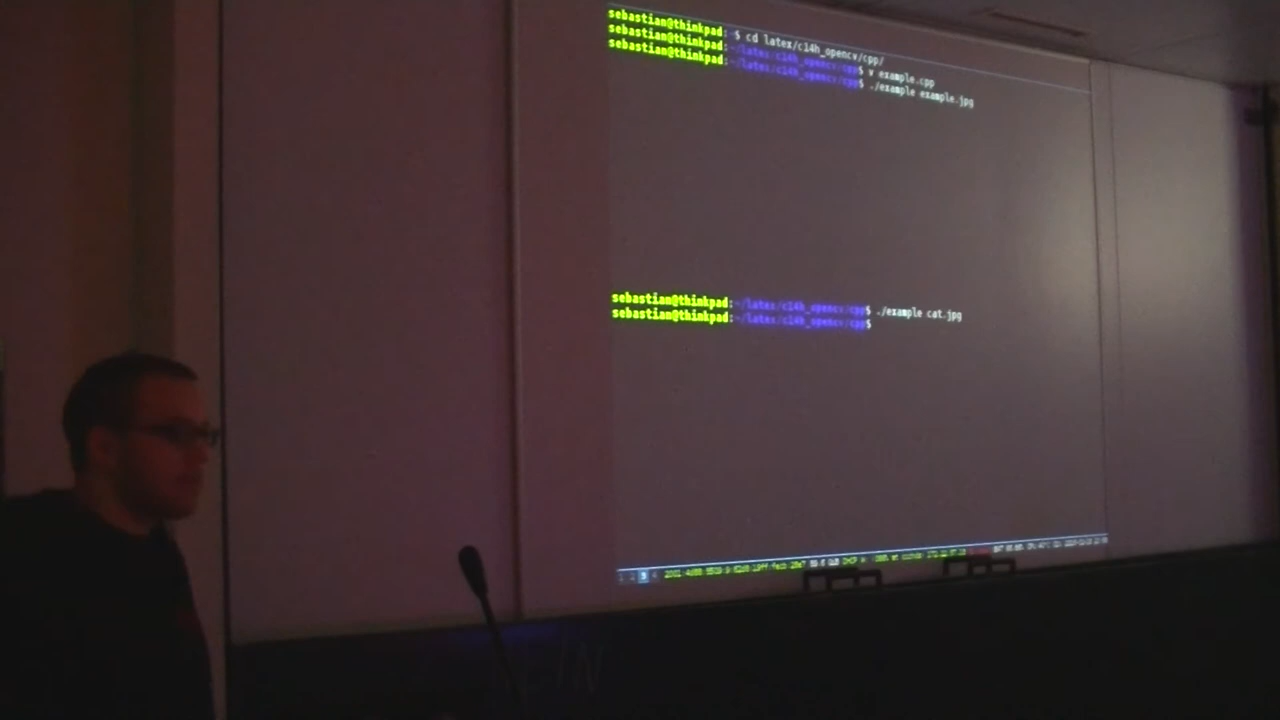 sebastian@thinkpad:~$ cd latex/c14h_opencv/cpp/
sebastian@thinkpad:~/latex/c14h_opencv/cpp$ v example.cpp
sebastian@thinkpad:~/latex/c14h_opencv/cpp$ ./example example.jpg
sebastian@thinkpad:~/latex/c14h_opencv/cpp$ ./example cat.jpg
sebastian@thinkpad:~/latex/c14h_opencv/cpp$